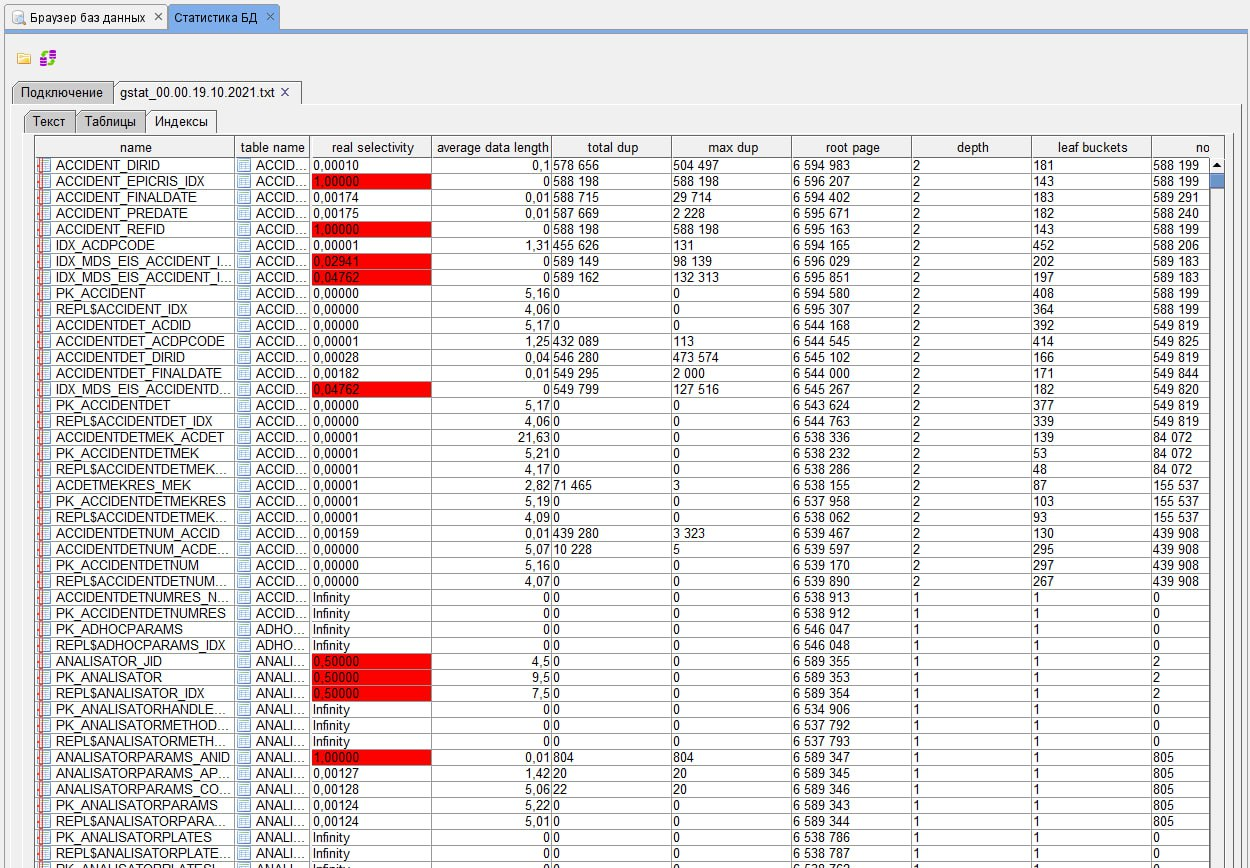 Браузер баз данных Статистика БД
Подключение gstat_00.00.19.10.2021.txt
Текст Таблицы Индексы
name table name real selectivity average data length total dup max dup root page depth leaf buckets no
ACCIDENT_DIRID ACCID... 0,00010 0,1 578 656 504 497 6 594 983 2 181 588 199
ACCIDENT_EPICRIS_IDX ACCID... 1,00000 0 588 198 588 198 6 596 207 2 143 588 199
ACCIDENT_FINALDATE ACCID... 0,00174 0,01 588 715 29 714 6 594 402 2 183 589 291
ACCIDENT_PREDATE ACCID... 0,00175 0,01 587 669 2 228 6 595 671 2 182 588 240
ACCIDENT_REFID ACCID... 1,00000 0 588 198 588 198 6 595 163 2 143 588 199
IDX_ACDPCODE ACCID... 0,00001 1,31 455 626 131 6 594 165 2 452 588 206
IDX_MDS_EIS_ACCIDENT_I... ACCID... 0,02941 0 589 149 98 139 6 596 029 2 202 589 183
IDX_MDS_EIS_ACCIDENT_I... ACCID... 0,04762 0 589 162 132 313 6 595 851 2 197 589 183
PK_ACCIDENT ACCID... 0,00000 5,16 0 0 6 594 580 2 408 588 199
REPL$ACCIDENT_IDX ACCID... 0,00000 4,06 0 0 6 595 307 2 364 588 199
ACCIDENTDET_ACDID ACCID... 0,00000 5,17 0 0 6 544 168 2 392 549 819
ACCIDENTDET_ACDPCODE ACCID... 0,00001 1,25 432 089 113 6 544 545 2 414 549 825
ACCIDENTDET_DIRID ACCID... 0,00028 0,04 546 280 473 574 6 545 102 2 166 549 819
ACCIDENTDET_FINALDATE ACCID... 0,00182 0,01 549 295 2 000 6 544 000 2 171 549 844
IDX_MDS_EIS_ACCIDENTD... ACCID... 0,04762 0 549 799 127 516 6 545 267 2 182 549 820
PK_ACCIDENTDET ACCID... 0,00000 5,17 0 0 6 543 624 2 377 549 819
REPL$ACCIDENTDET_IDX ACCID... 0,00000 4,06 0 0 6 544 763 2 339 549 819
ACCIDENTDETMEK_ACDET ACCID... 0,00001 21,63 0 0 6 538 336 2 139 84 072
PK_ACCIDENTDETMEK ACCID... 0,00001 5,21 0 0 6 538 232 2 53 84 072
REPL$ACCIDENTDETMEK... ACCID... 0,00001 4,17 0 0 6 538 286 2 48 84 072
ACDETMEKRES_MEK ACCID... 0,00001 2,82 71 465 3 6 538 155 2 87 155 537
PK_ACCIDENTDETMEKRES ACCID... 0,00001 5,19 0 0 6 537 958 2 103 155 537
REPL$ACCIDENTDETMEK... ACCID... 0,00001 4,09 0 0 6 538 062 2 93 155 537
ACCIDENTDETNUM_ACCID ACCID... 0,00159 0,01 439 280 3 323 6 539 467 2 130 439 908
ACCIDENTDETNUM_ACDE... ACCID... 0,00000 5,07 10 228 5 6 539 597 2 295 439 908
PK_ACCIDENTDETNUM ACCID... 0,00000 5,16 0 0 6 539 170 2 297 439 908
REPL$ACCIDENTDETNUM... ACCID... 0,00000 4,07 0 0 6 539 890 2 267 439 908
ACCIDENTDETNUMRES_N... ACCID... Infinity 0 0 0 6 538 913 1 1 0
PK_ACCIDENTDETNUMRES ACCID... Infinity 0 0 0 6 538 912 1 1 0
PK_ADHOCPARAMS ADHO... Infinity 0 0 0 6 546 047 1 1 0
REPL$ADHOCPARAMS_IDX ADHO... Infinity 0 0 0 6 546 048 1 1 0
ANALISATOR_JID ANALI... 0,50000 4,5 0 0 6 589 355 1 1 2
PK_ANALISATOR ANALI... 0,50000 9,5 0 0 6 589 353 1 1 2
REPL$ANALISATOR_IDX ANALI... 0,50000 7,5 0 0 6 589 354 1 1 2
PK_ANALISATORHANDLE... ANALI... Infinity 0 0 0 6 534 906 1 1 0
PK_ANALISATORMETHOD... ANALI... Infinity 0 0 0 6 537 792 1 1 0
REPL$ANALISATORMETH... ANALI... Infinity 0 0 0 6 537 793 1 1 0
ANALISATORPARAMS_ANID ANALI... 1,00000 0,01 804 804 6 589 347 1 1 805
ANALISATORPARAMS_AP... ANALI... 0,00127 1,42 20 20 6 589 345 1 1 805
ANALISATORPARAMS_CO... ANALI... 0,00128 5,06 22 20 6 589 346 1 1 805
PK_ANALISATORPARAMS ANALI... 0,00124 5,22 0 0 6 589 343 1 1 805
REPL$ANALISATORPARA... ANALI... 0,00124 5,01 0 0 6 589 344 1 1 805
PK_ANALISATORPLATES ANALI... Infinity 0 0 0 6 538 786 1 1 0
REPL$ANALISATORPLATE... ANALI... Infinity 0 0 0 6 538 787 1 1 0